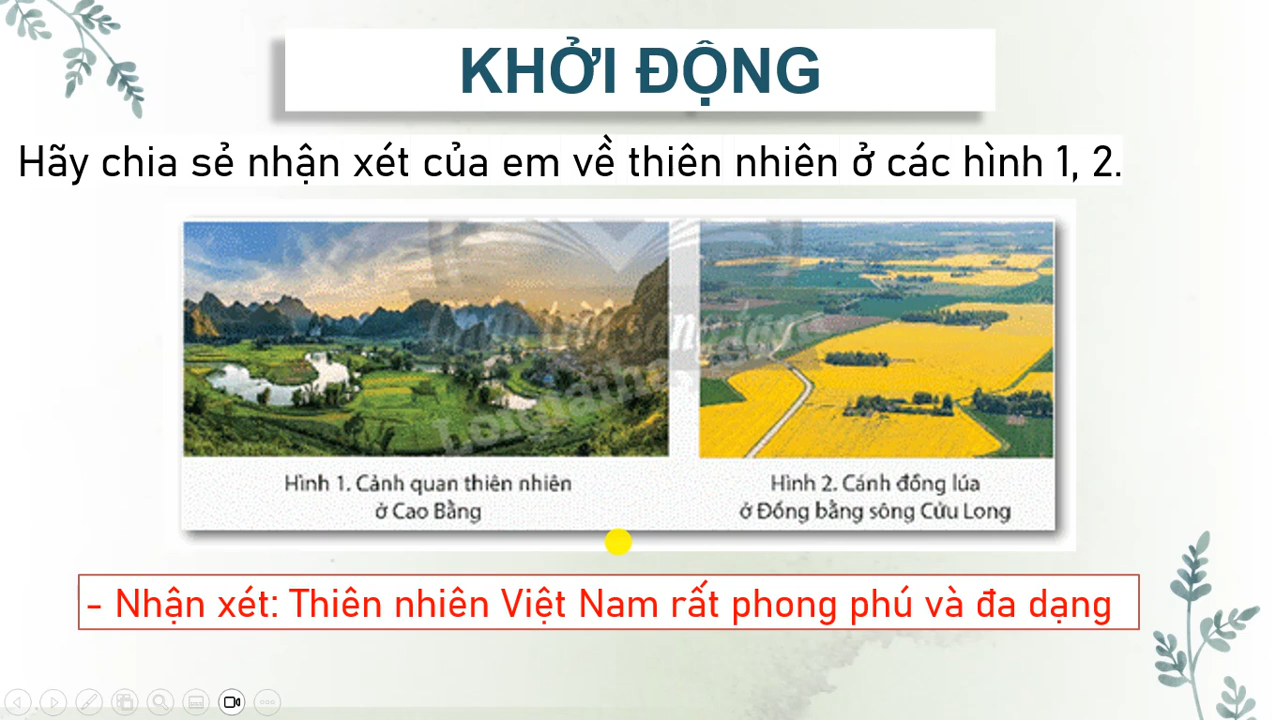 KHỞI ĐỘNG
Hãy chia sẻ nhận xét của em về thiên nhiên ở các hình 1, 2.
Hình 1. Cảnh quan thiên nhiên
ở Cao Bằng
Hình 2. Cánh đồng lúa
ở Đồng bằng sông Cửu Long
- Nhận xét: Thiên nhiên Việt Nam rất phong phú và đa dạng